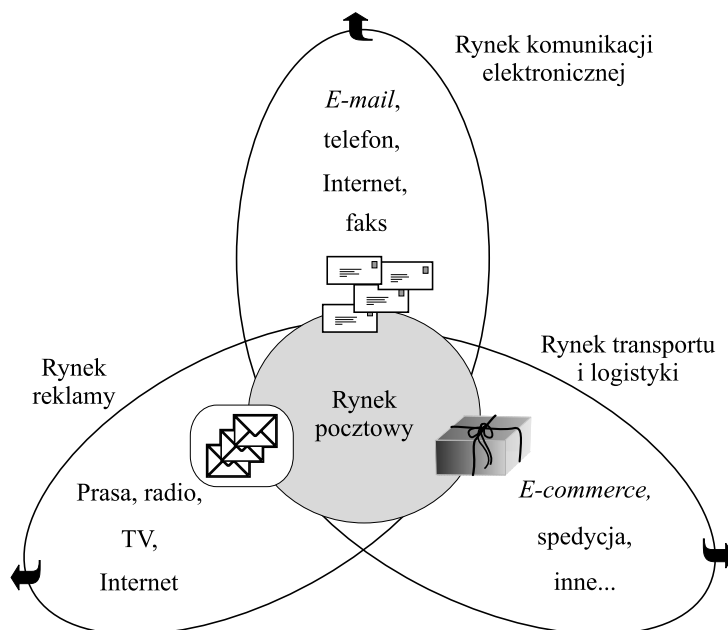 Rynek komunikacji
elektronicznej
E-mail,
telefon,
Internet,
faks
Rynek transportu
i logistyki
Rynek
reklamy
Rynek
pocztowy
Prasa, radio,
TV,
Internet
E-commerce,
spedycja,
inne...